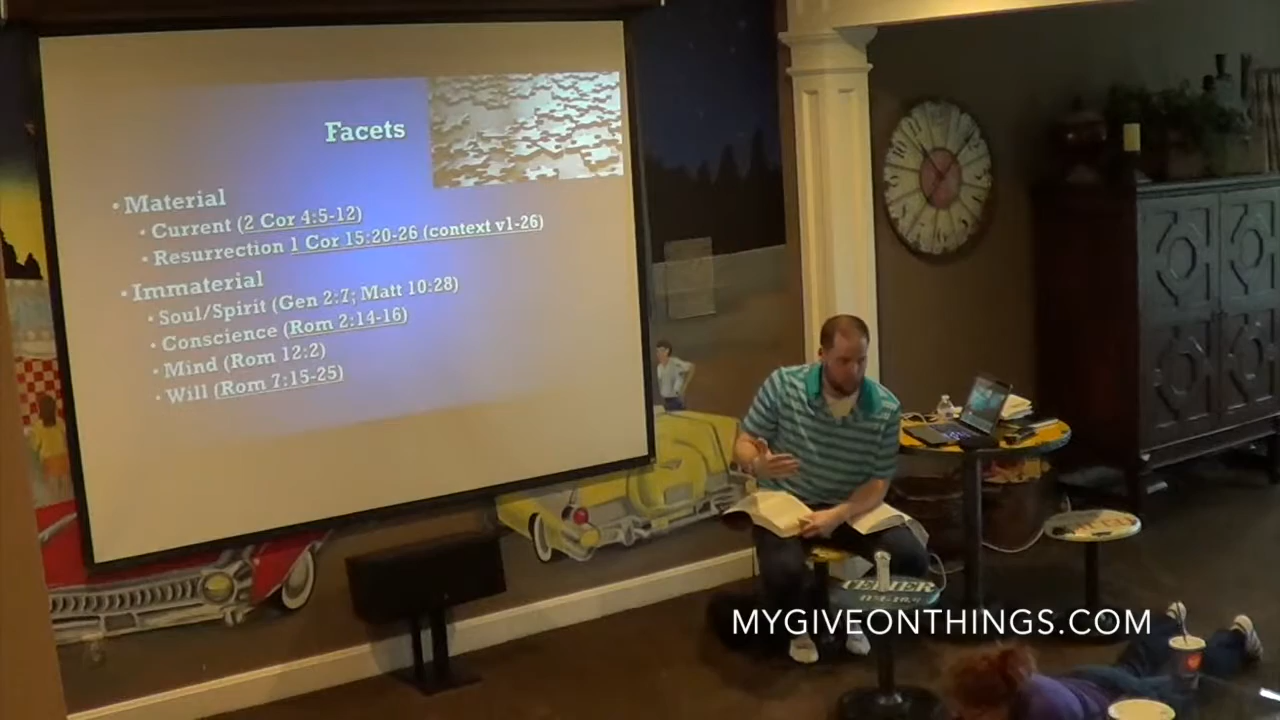 Facets
• Material
• Current (2 Cor 4:5-12)
• Resurrection 1 Cor 15:20-26 (context v1-26)
• Immaterial
• Soul/Spirit (Gen 2:7; Matt 10:28)
• Conscience (Rom 2:14-16)
• Mind (Rom 12:2)
• Will (Rom 7:15-25)
MYGIVEONTHINGS.COM